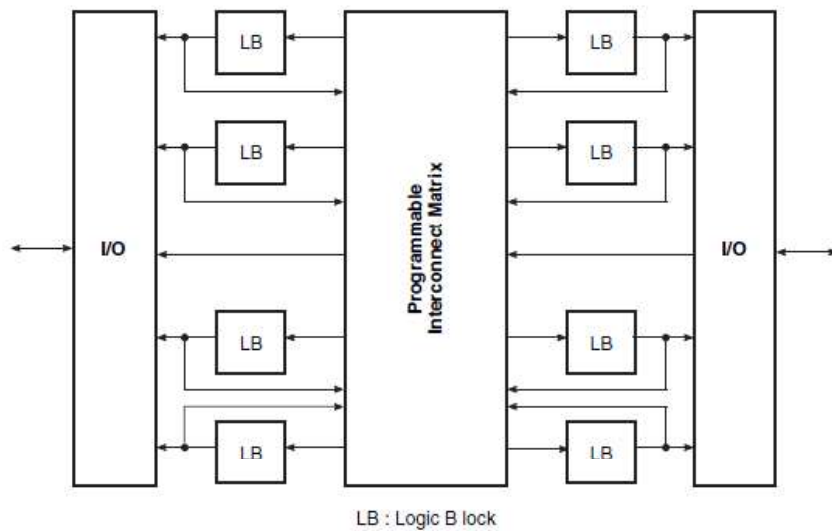 LB
LB
LB
LB
I/O
Programmable
Interconnect Matrix
I/O
LB
LB
LB
LB
LB : Logic B lock